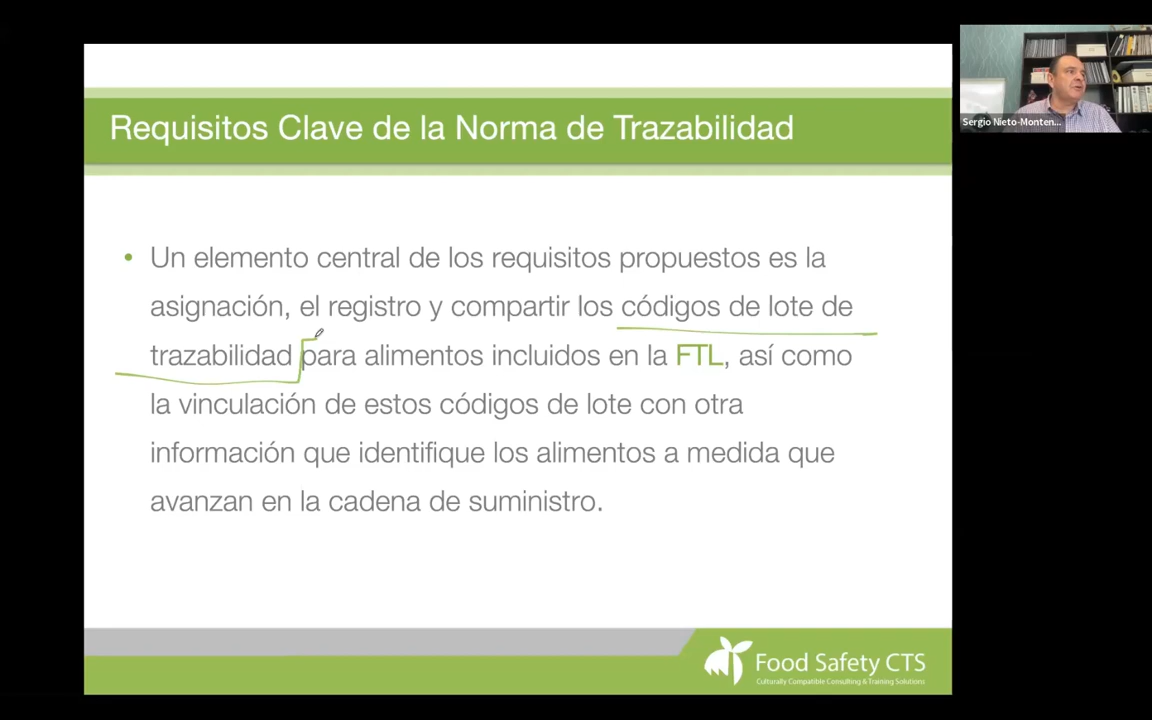 Requisitos Clave de la Norma de Trazabilidad
Sergio Nieto-Monten...
• Un elemento central de los requisitos propuestos es la
asignación, el registro y compartir los códigos de lote de
trazabilidad para alimentos incluidos en la FTL, así como
la vinculación de estos códigos de lote con otra
información que identifique los alimentos a medida que
avanzan en la cadena de suministro.
Food Safety CTS
Culturally Compatible Consulting & Training Solutions